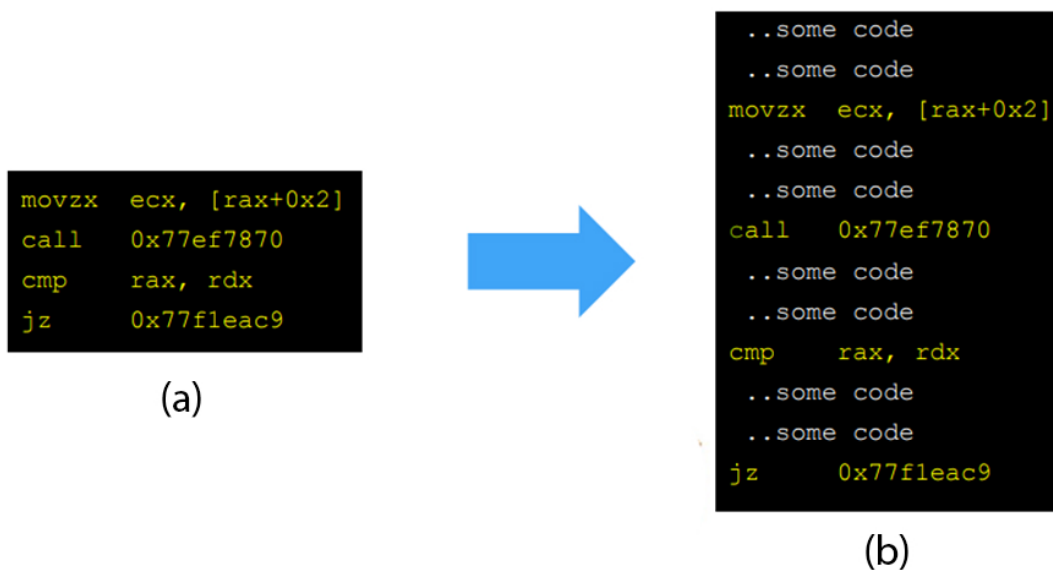 movzx ecx, [rax+0x2]
call 0x77ef7870
cmp rax, rdx
jz 0x77f1eac9
(a)
..some code
..some code
movzx ecx, [rax+0x2]
..some code
..some code
call 0x77ef7870
..some code
..some code
cmp rax, rdx
..some code
..some code
jz 0x77f1eac9
(b)